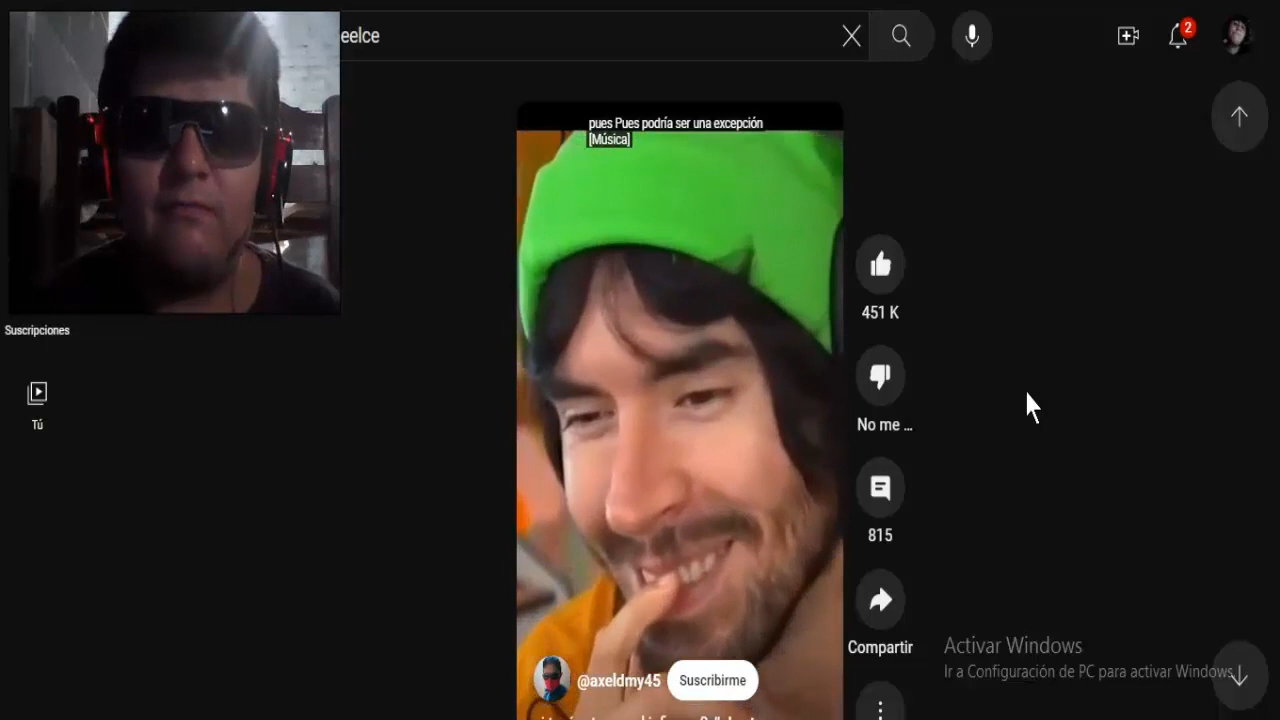 eelce
2
pues Pues podría ser una excepción
[Música]
451 K
Suscripciones
No me ...
Tú
815
Compartir
Activar Windows
Ir a Configuración de PC para activar Windows.
@axeldmy45
Suscribirme